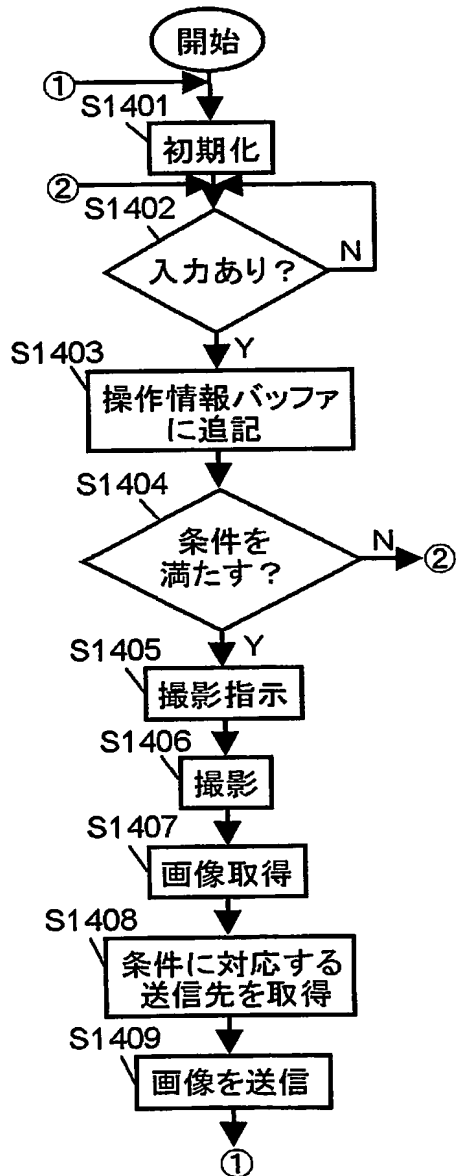 開始
①
S1401
初期化
②
S1402
入力あり？
N
Y
S1403
操作情報バッファ
に追記
S1404
条件を
満たす？
N
②
Y
S1405
撮影指示
S1406
撮影
S1407
画像取得
S1408
条件に対応する
送信先を取得
S1409
画像を送信
①